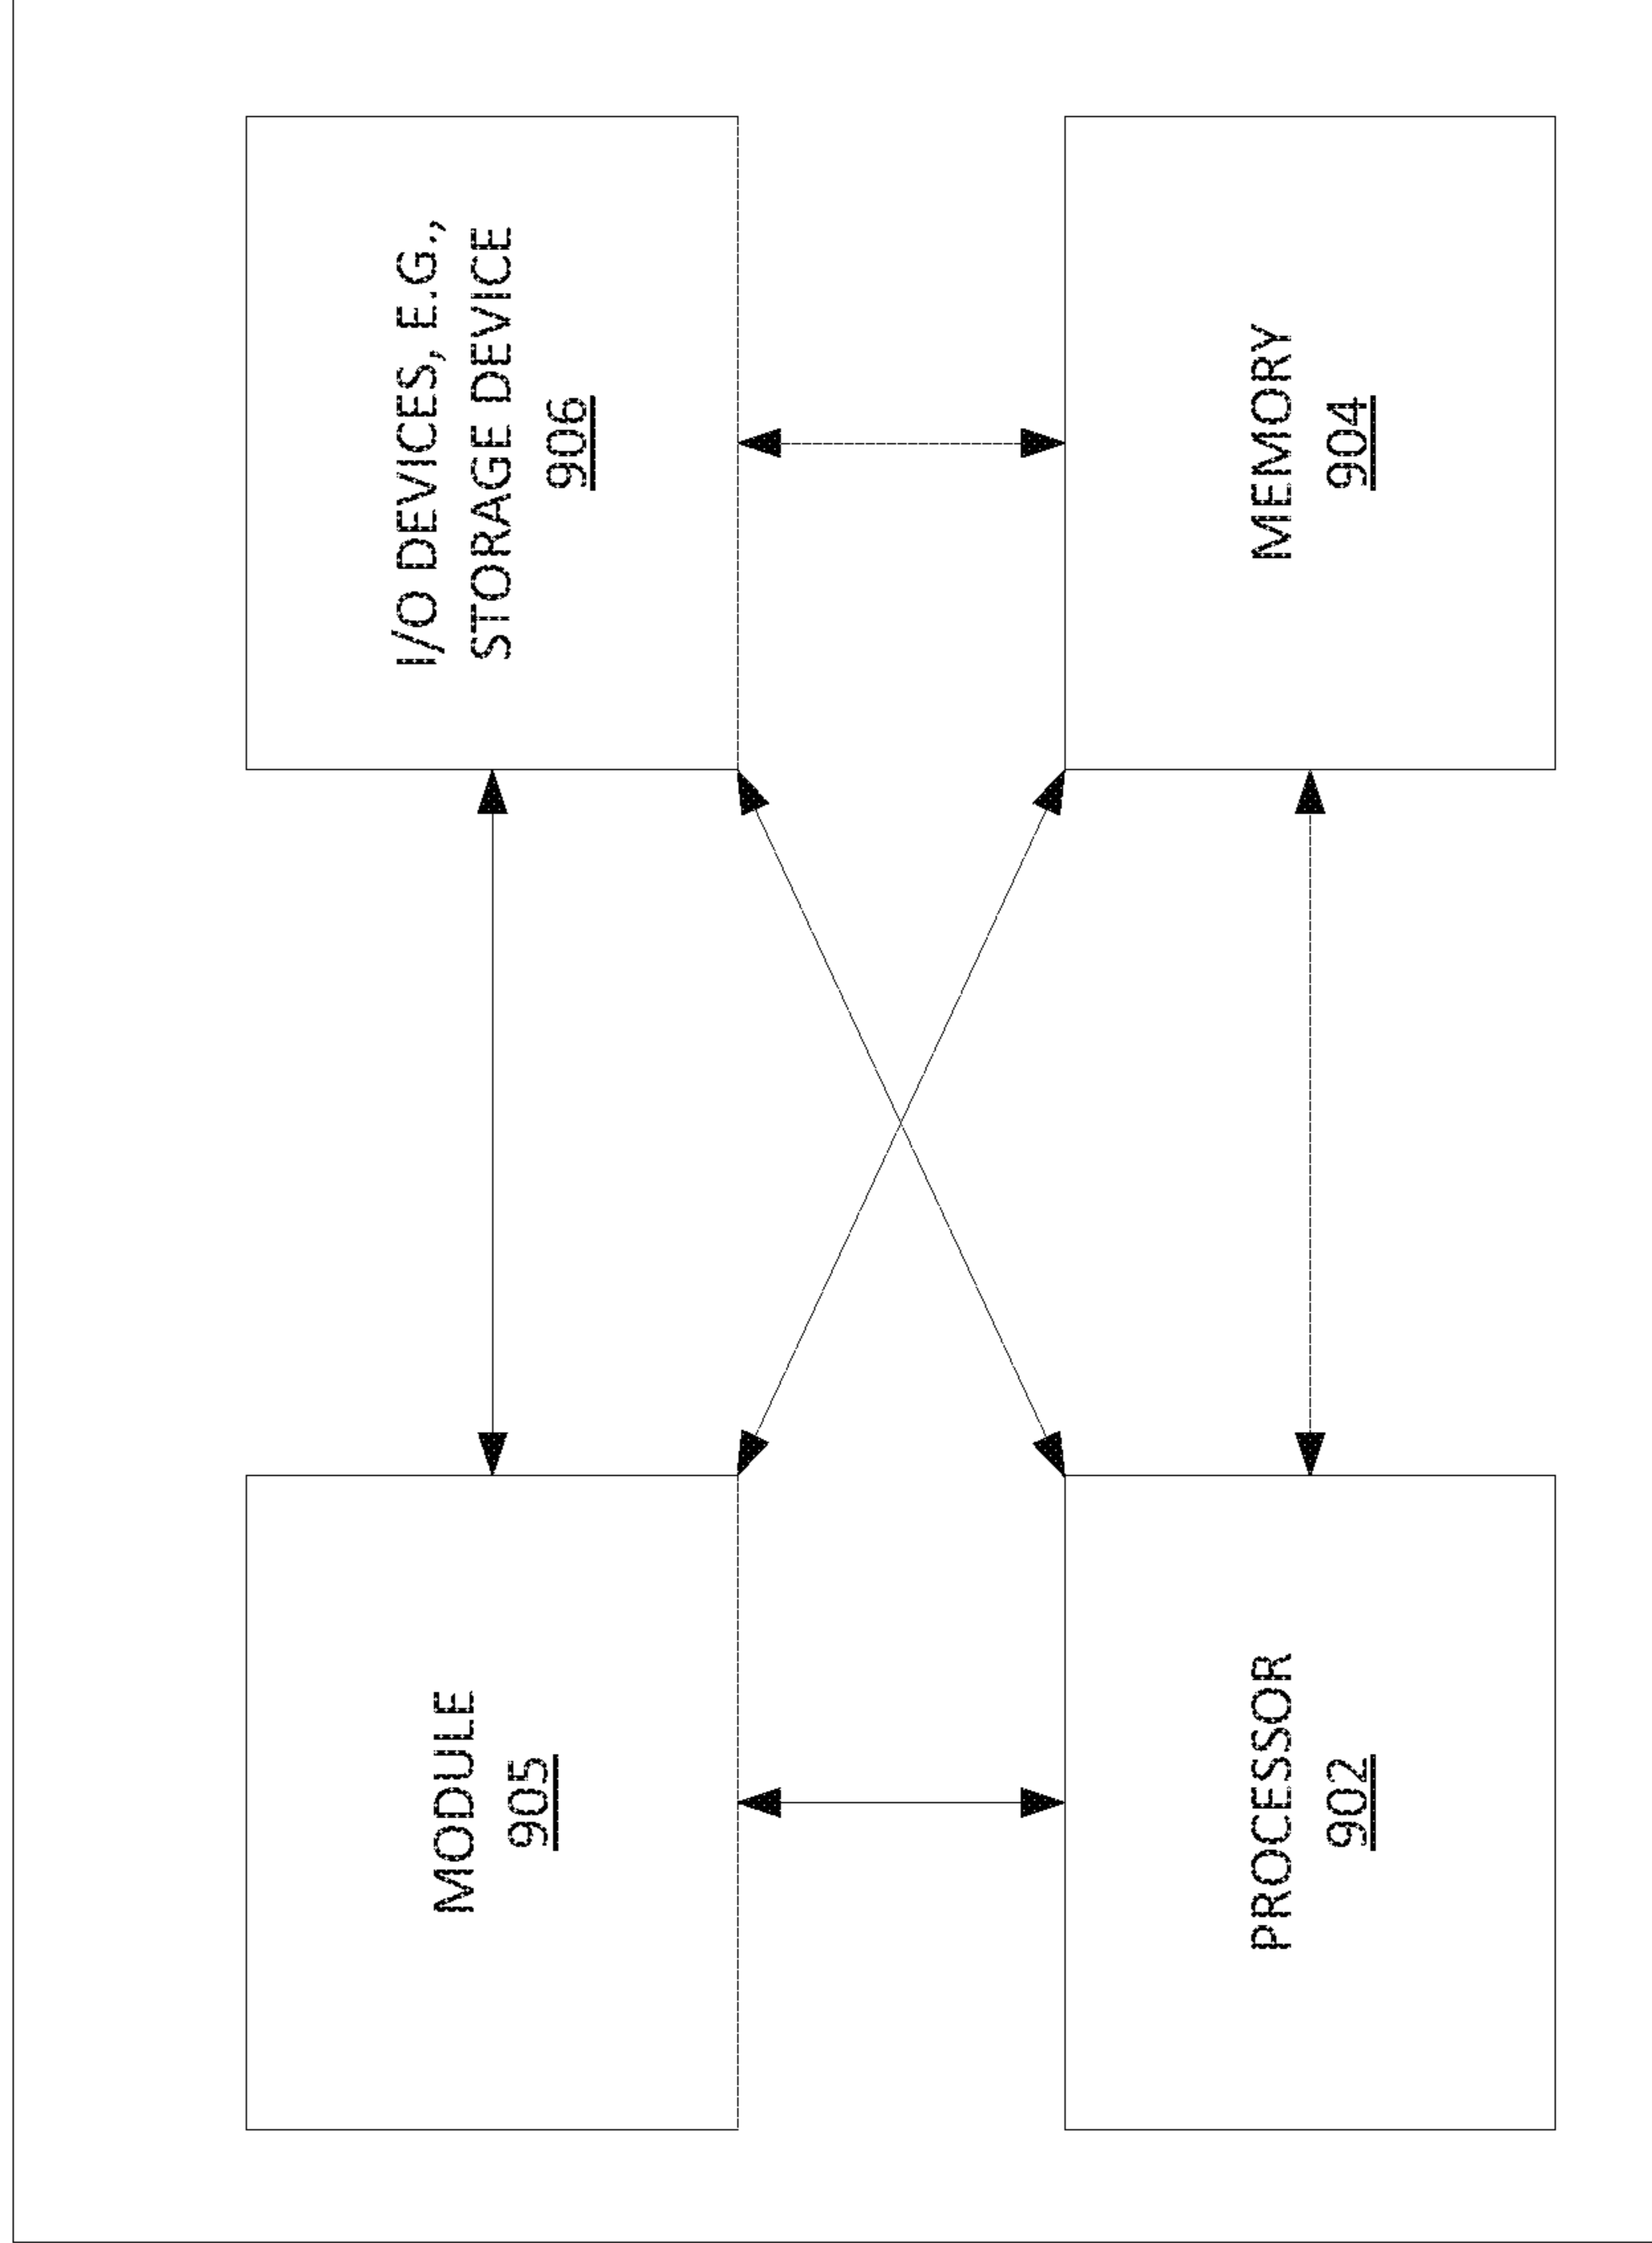 MODULE
905
I/O DEVICES, E.G.,
STORAGE DEVICE
906
PROCESSOR
902
MEMORY
904